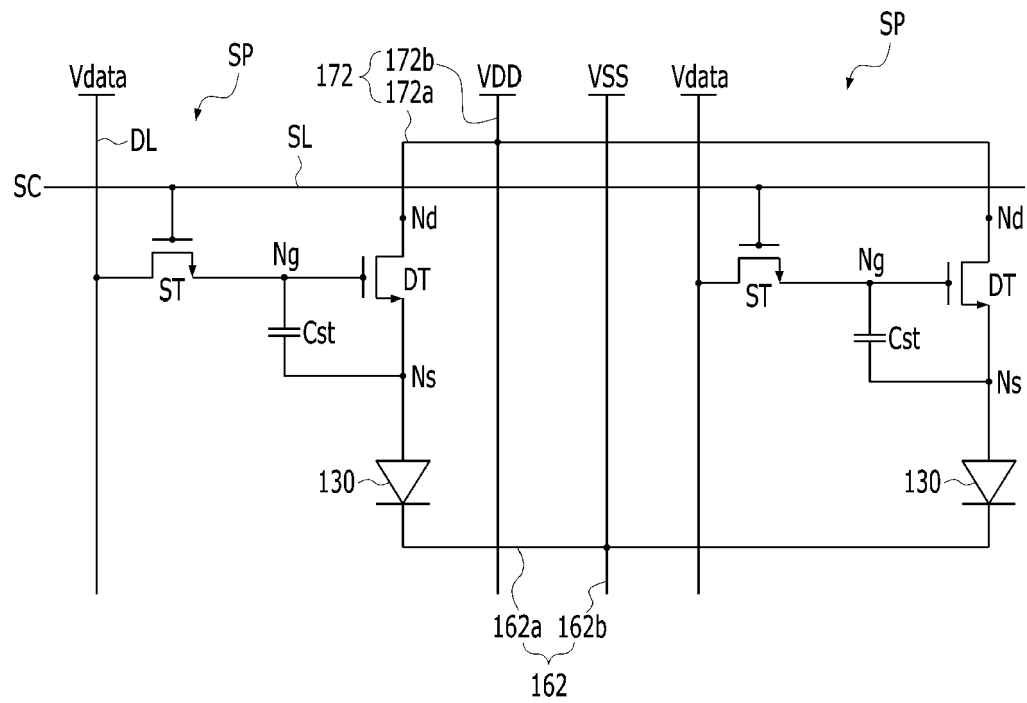 SP
SP
172
172b
172a
Vdata
VDD
VSS
Vdata
DL
SL
SC
Nd
Nd
Ng
Ng
ST
DT
ST
DT
Cst
Cst
Ns
Ns
130
130
162a
162b
162